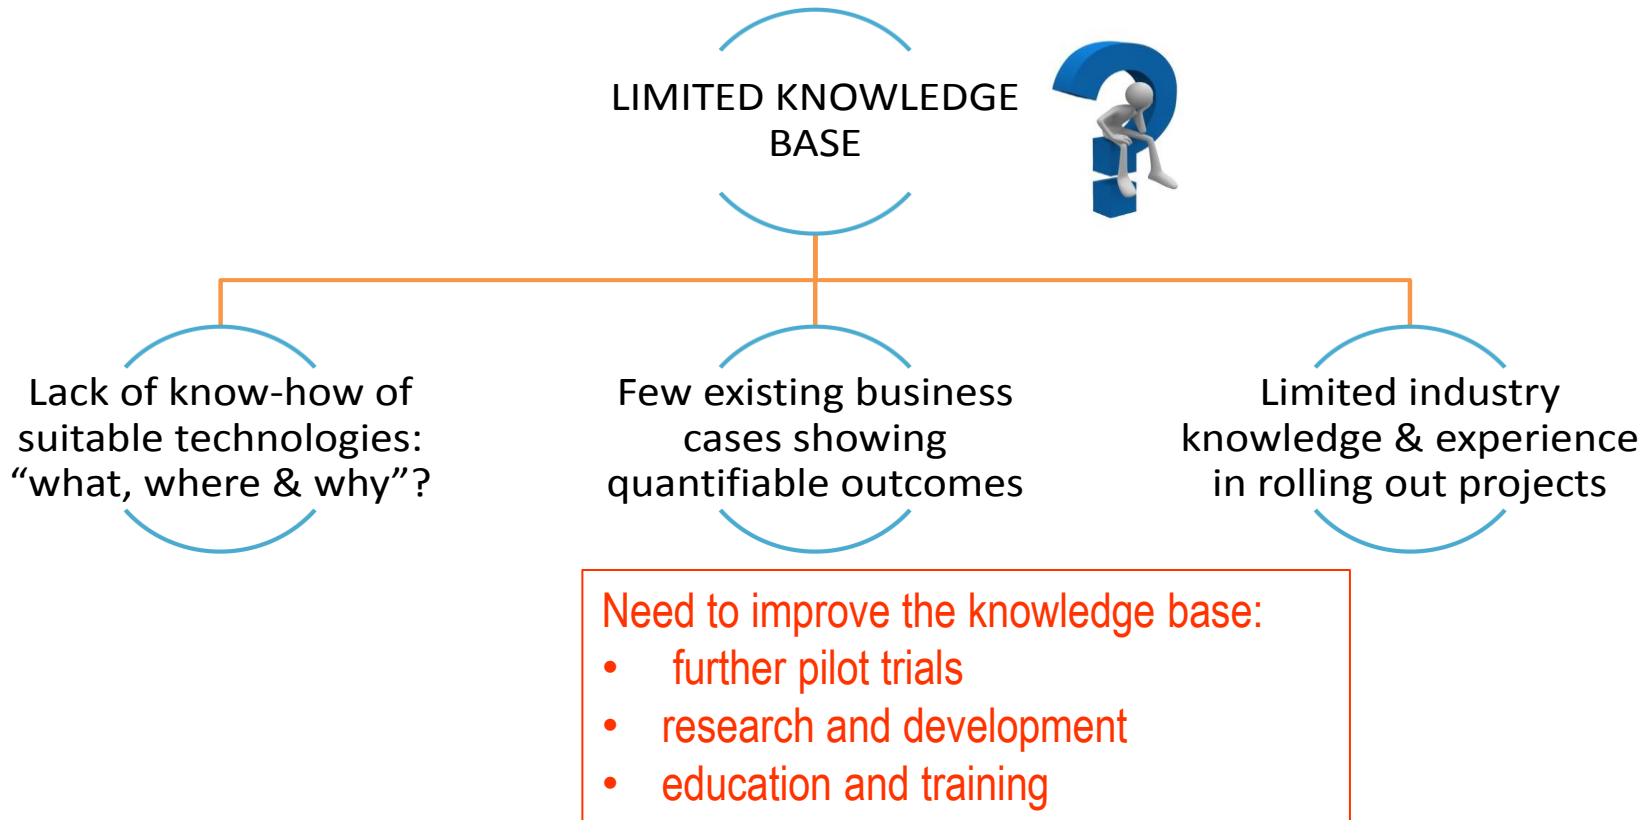 LIMITED KNOWLEDGE
BASE
Lack of know-how of
suitable technologies:
“what, where & why”?
Few existing business
cases showing
quantifiable outcomes
Limited industry
knowledge & experience
in rolling out projects
Need to improve the knowledge base:
• further pilot trials
• research and development
• education and training